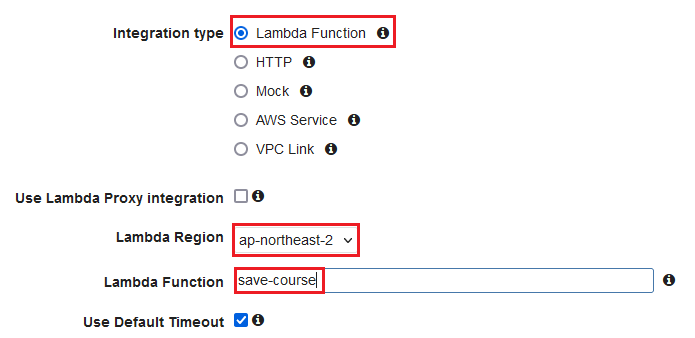 Integration type Lambda Function
HTTP
Mock
AWS Service
VPC Link
Use Lambda Proxy integration
Lambda Region ap-northeast-2
Lambda Function save-course
Use Default Timeout